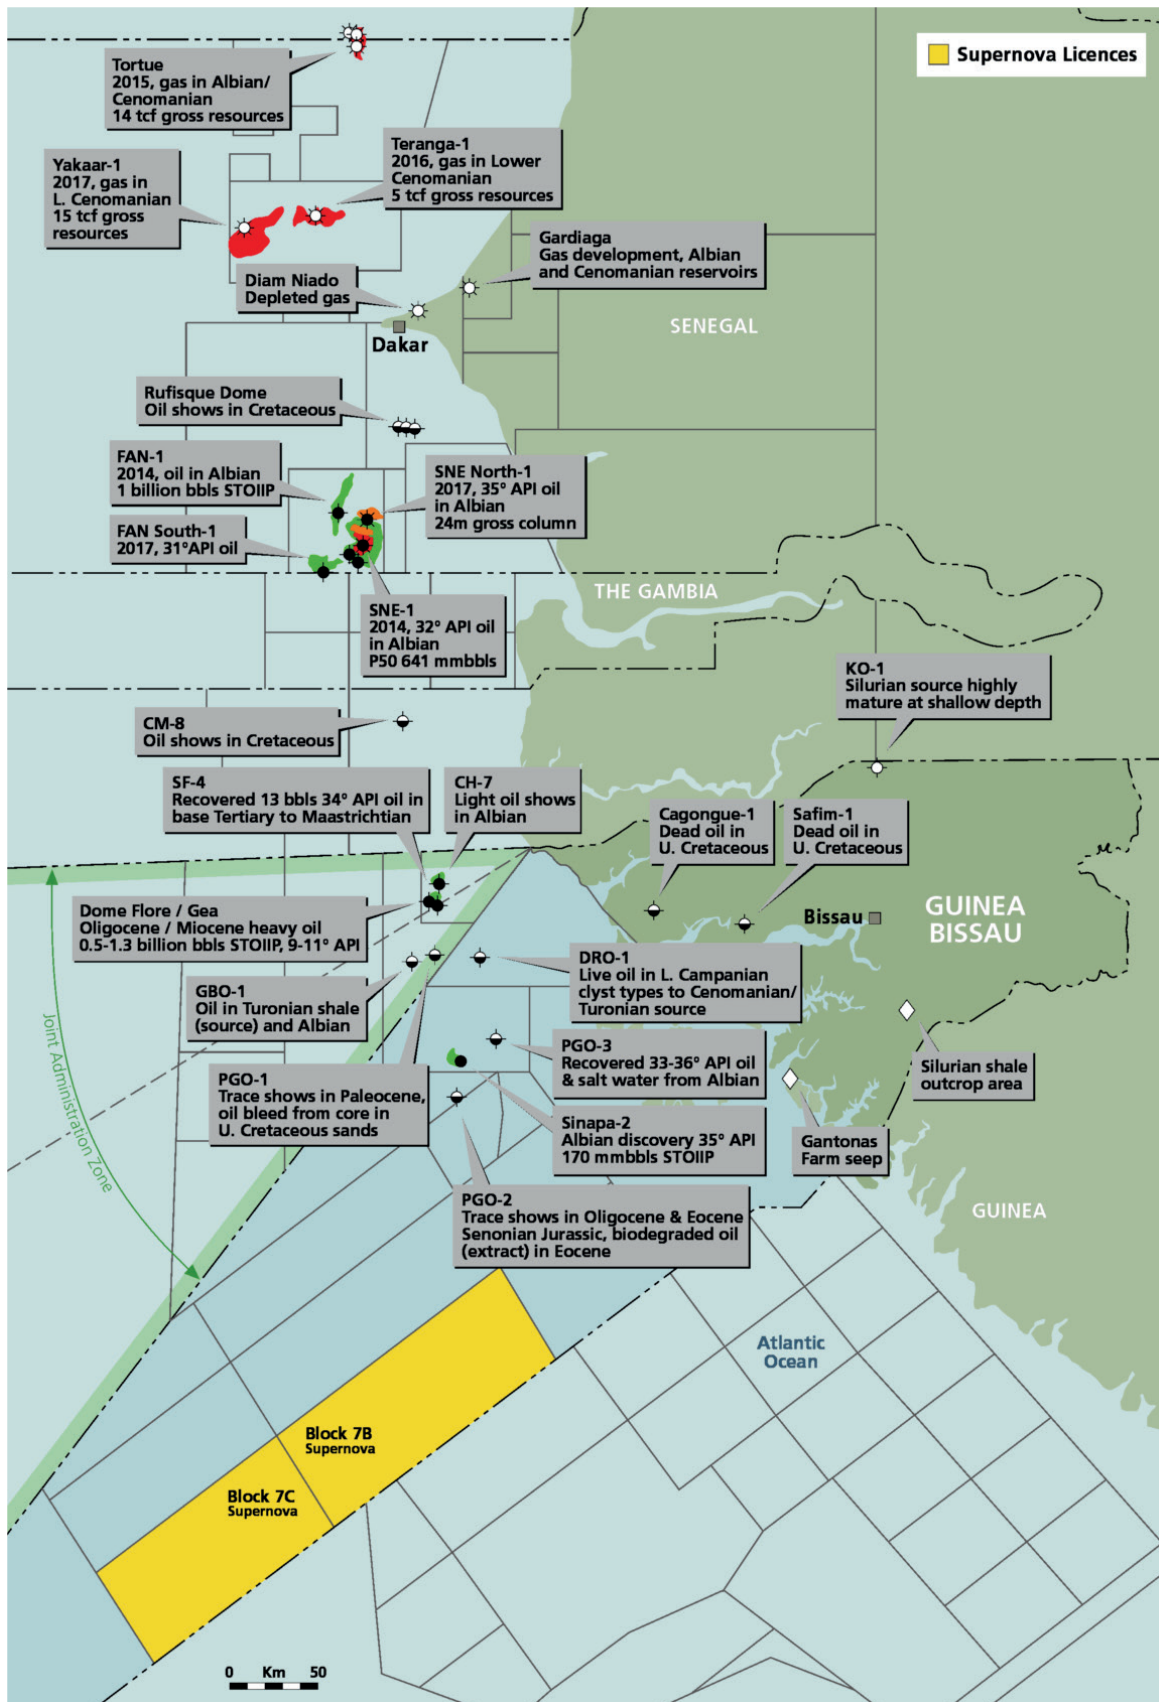 Supernova Licences
Tortue
2015, gas in Albian/
Cenomanian
14 tcf gross resources
Teranga-1
2016, gas in Lower
Cenomanian
5 tcf gross resources
Yakaar-1
2017, gas in
L. Cenomanian
15 tcf gross
resources
Gardiaga
Gas development, Albian
and Cenomanian reservoirs
Diam Niado
Depleted gas
SENEGAL
Dakar
Rufisque Dome
Oil shows in Cretaceous
FAN-1
2014, oil in Albian
1 billion bbls STOIIP
SNE North-1
2017, 35° API oil
in Albian
24m gross column
FAN South-1
2017, 31°API oil
THE GAMBIA
SNE-1
2014, 32° API oil
in Albian
P50 641 mmbbls
KO-1
Silurian source highly
mature at shallow depth
CM-8
Oil shows in Cretaceous
SF-4
Recovered 13 bbls 34° API oil in
base Tertiary to Maastrichtian
CH-7
Light oil shows
in Albian
Cagongue-1
Dead oil in
U. Cretaceous
Safim-1
Dead oil in
U. Cretaceous
Dome Flore / Gea
Oligocene / Miocene heavy oil
0.5-1.3 billion bbls STOIIP, 9-11° API
Bissau
GUINEA
BISSAU
DRO-1
Live oil in L. Campanian
clyst types to Cenomanian/
Turonian source
GBO-1
Oil in Turonian shale
(source) and Albian
Joint Administration Zone
PGO-3
Recovered 33-36° API oil
& salt water from Albian
Silurian shale
outcrop area
PGO-1
Trace shows in Paleocene,
oil bleed from core in
U. Cretaceous sands
Sinapa-2
Albian discovery 35° API
170 mmbbls STOIIP
Gantonas
Farm seep
PGO-2
Trace shows in Oligocene & Eocene
Senonian Jurassic, biodegraded oil
(extract) in Eocene
GUINEA
Atlantic
Ocean
Block 7B
Supernova
Block 7C
Supernova
0 Km 50